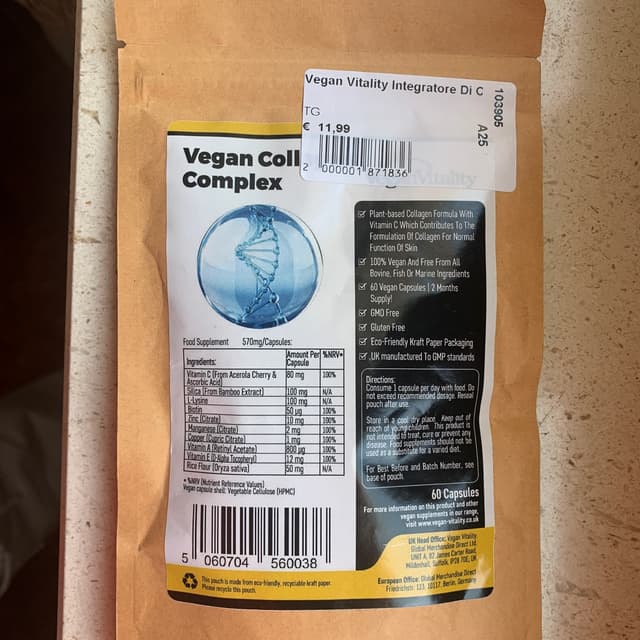 Vegan Vitality Integratore Di C
TG
€ 11,99
2 000001 871836
103905
A25
Vegan Coll
Complex
Vitality
Food Supplement 570mg/Capsules:
Ingredients: Amount Per Capsule %NRV*
Vitamin C (From Acerola Cherry &
Ascorbic Acid) 80 mg 100%
Silica (From Bamboo Extract) 100 mg N/A
L-Lysine 100 mg N/A
Biotin 50 µg 100%
Zinc (Citrate) 10 mg 100%
Manganese (Citrate) 2 mg 100%
Copper (Cupric Citrate) 1 mg 100%
Vitamin A (Retinyl Acetate) 800 µg 100%
Vitamin E (D-Alpha Tocopheryl) 12 mg 100%
Rice Flour (Oryza sativa) 50 mg N/A
* %NRV (Nutrient Reference Values)
Vegan capsule shell: Vegetable Cellulose (HPMC)
5 060704 560038
This pouch is made from eco-friendly, recyclable kraft paper.
Please recycle this pouch.
Plant-based Collagen Formula With
Vitamin C Which Contributes To The
Formulation Of Collagen For Normal
Function Of Skin
100% Vegan And Free From All
Bovine, Fish Or Marine Ingredients
60 Vegan Capsules | 2 Months
Supply!
GMO Free
Gluten Free
Eco-Friendly Kraft Paper Packaging
UK manufactured To GMP standards
Directions:
Consume 1 capsule per day with food. Do
not exceed recommended dosage. Reseal
pouch after use.
Store in a cool dry place. Keep out of
reach of young children. This product is
not intended to treat, cure or prevent any
disease. Food supplements should not be
used as a substitute for a varied diet.
For Best Before and Batch Number, see
base of pouch.
60 Capsules
For more information on this product and other
vegan supplements in our range,
visit www.vegan-vitality.co.uk
UK Head Office: Vegan Vitality
Global Merchandise Direct Ltd
UNIT A, 82 James Carter Road,
Mildenhall, Suffolk, IP28 7DE, UK
European Office: Global Merchandise Direct
Friedrichstr. 123, 10117, Berlin, Germany